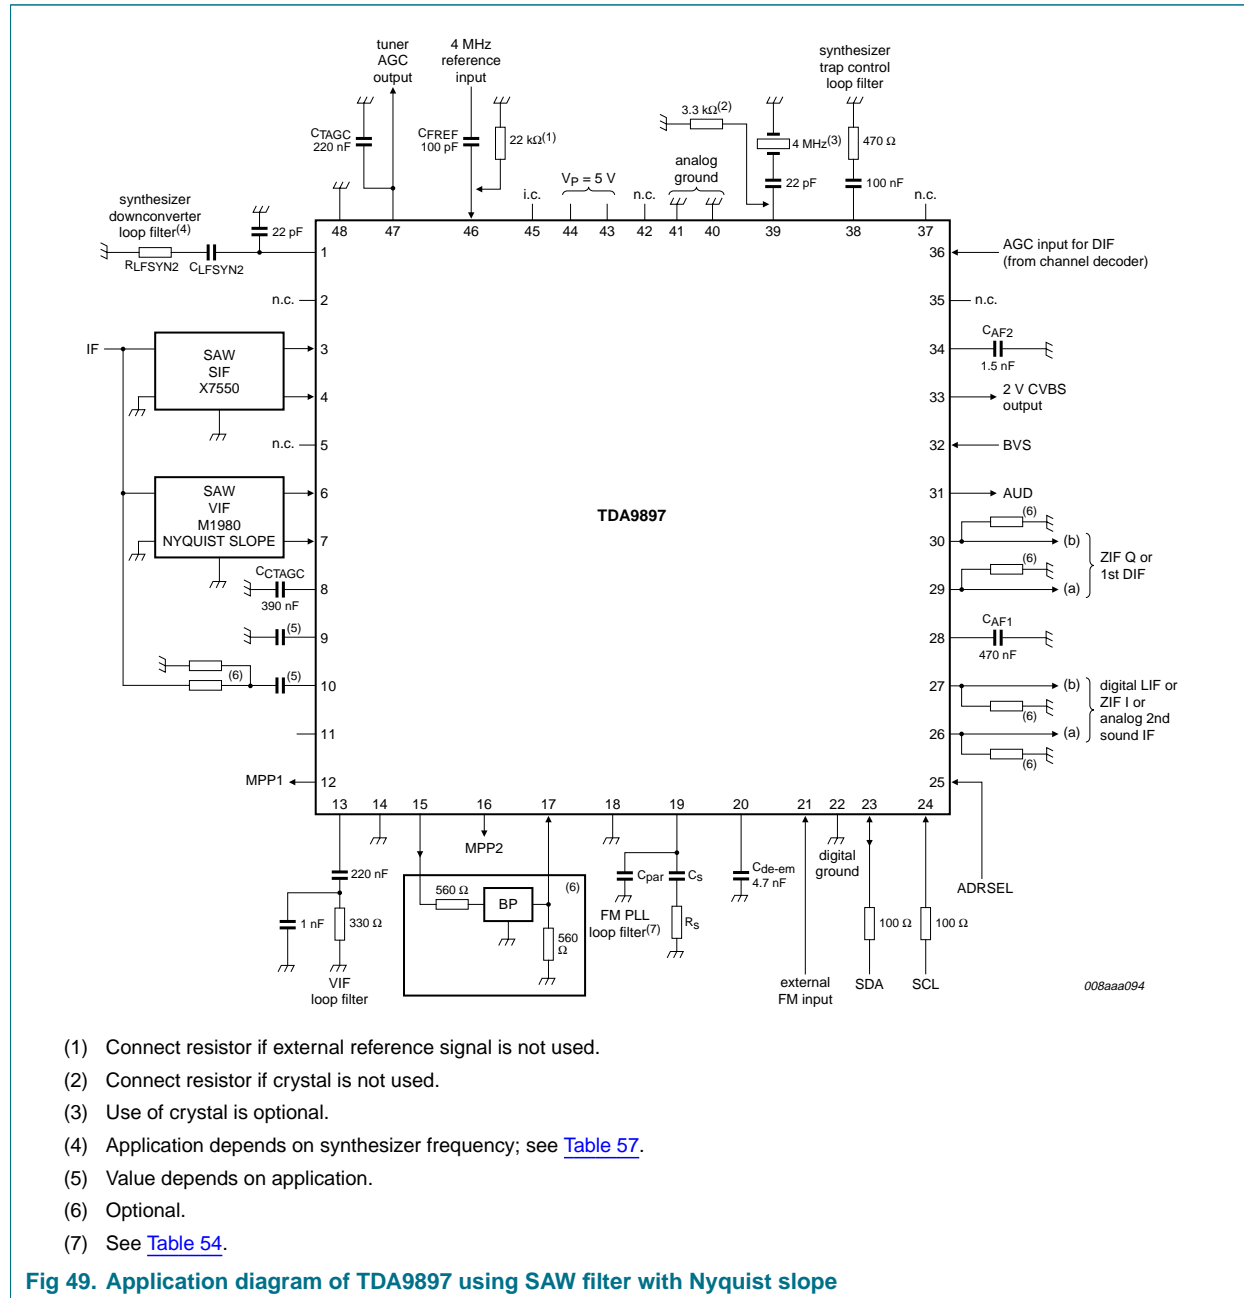 tuner
AGC
output
4 MHz
reference
input
synthesizer
trap control
loop filter
CTAGC
220 nF
CFREF
100 pF
22 kΩ(1)
3.3 kΩ(2)
4 MHz(3)
470 Ω
analog
ground
22 pF
100 nF
i.c.
VP = 5 V
n.c.
n.c.
synthesizer
downconverter
loop filter(4)
22 pF
RLFSYN2
CLFSYN2
48
47
46
45
44
43
42
41
40
39
38
37
1
n.c.
2
IF
SAW
SIF
X7550
3
4
n.c.
5
SAW
VIF
M1980
NYQUIST SLOPE
6
7
CCTAGC
390 nF
8
(5)
9
(6)
(5)
10
11
MPP1
12
TDA9897
36
AGC input for DIF
(from channel decoder)
35
n.c.
34
CAF2
1.5 nF
33
2 V CVBS
output
32
BVS
31
AUD
(6)
30
(b)
(6)
29
(a)
ZIF Q or
1st DIF
28
CAF1
470 nF
27
(b)
(6)
26
(a)
(6)
digital LIF or
ZIF I or
analog 2nd
sound IF
25
13
14
15
16
17
18
19
20
21
22
23
24
220 nF
1 nF
330 Ω
VIF
loop filter
MPP2
560 Ω
BP
(6)
560
Ω
Cpar
Cs
FM PLL
loop filter(7)
Rs
Cde-em
4.7 nF
digital
ground
ADRSEL
100 Ω
100 Ω
external
FM input
SDA
SCL
008aaa094
(1) Connect resistor if external reference signal is not used.
(2) Connect resistor if crystal is not used.
(3) Use of crystal is optional.
(4) Application depends on synthesizer frequency; see Table 57.
(5) Value depends on application.
(6) Optional.
(7) See Table 54.
Fig 49. Application diagram of TDA9897 using SAW filter with Nyquist slope